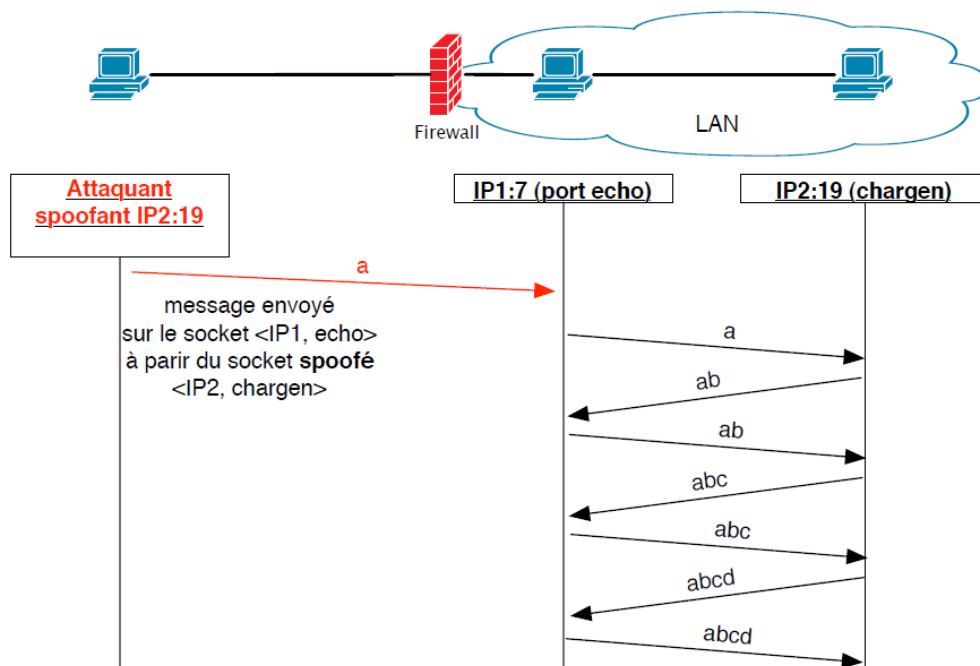 Firewall
LAN
Attaquant
spoofant IP2:19
IP1:7 (port echo)
IP2:19 (chargen)
a
message envoyé
sur le socket <IP1, echo>
à parir du socket spoofé
<IP2, chargen>
a
ab
ab
abc
abc
abcd
abcd